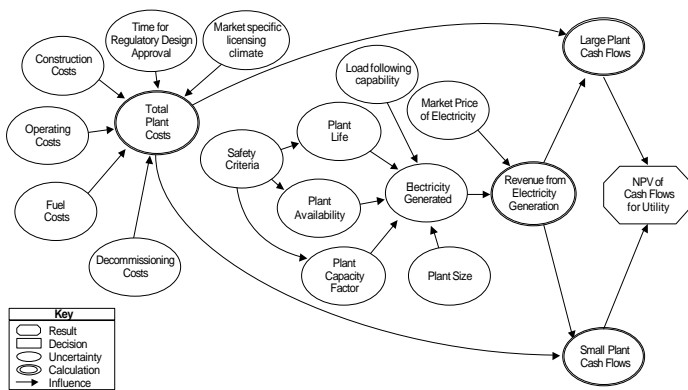 Time for
Regulatory Design
Approval
Market specific
licensing
climate
Large Plant
Cash Flows
Construction
Costs
Load following
capability
Total
Plant
Costs
Market Price
of Electricity
Operating
Costs
Plant
Life
Safety
Criteria
Electricity
Generated
Revenue from
Electricity
Generation
NPV of
Cash Flows
for Utility
Plant
Availability
Fuel
Costs
Decommissioning
Costs
Plant
Capacity
Factor
Plant Size
Small Plant
Cash Flows
Key
Result
Decision
Uncertainty
Calculation
Influence